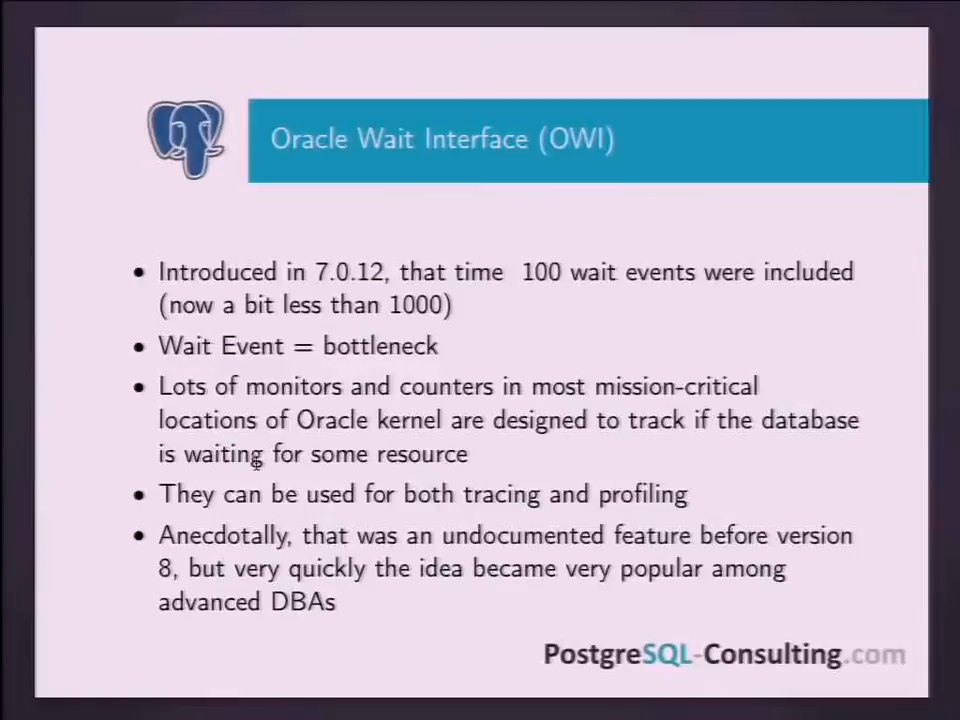 Oracle Wait Interface (OWI)
• Introduced in 7.0.12, that time 100 wait events were included
(now a bit less than 1000)
• Wait Event = bottleneck
• Lots of monitors and counters in most mission-critical
locations of Oracle kernel are designed to track if the database
is waiting for some resource
• They can be used for both tracing and profiling
• Anecdotally, that was an undocumented feature before version
8, but very quickly the idea became very popular among
advanced DBAs
PostgreSQL-Consulting.com